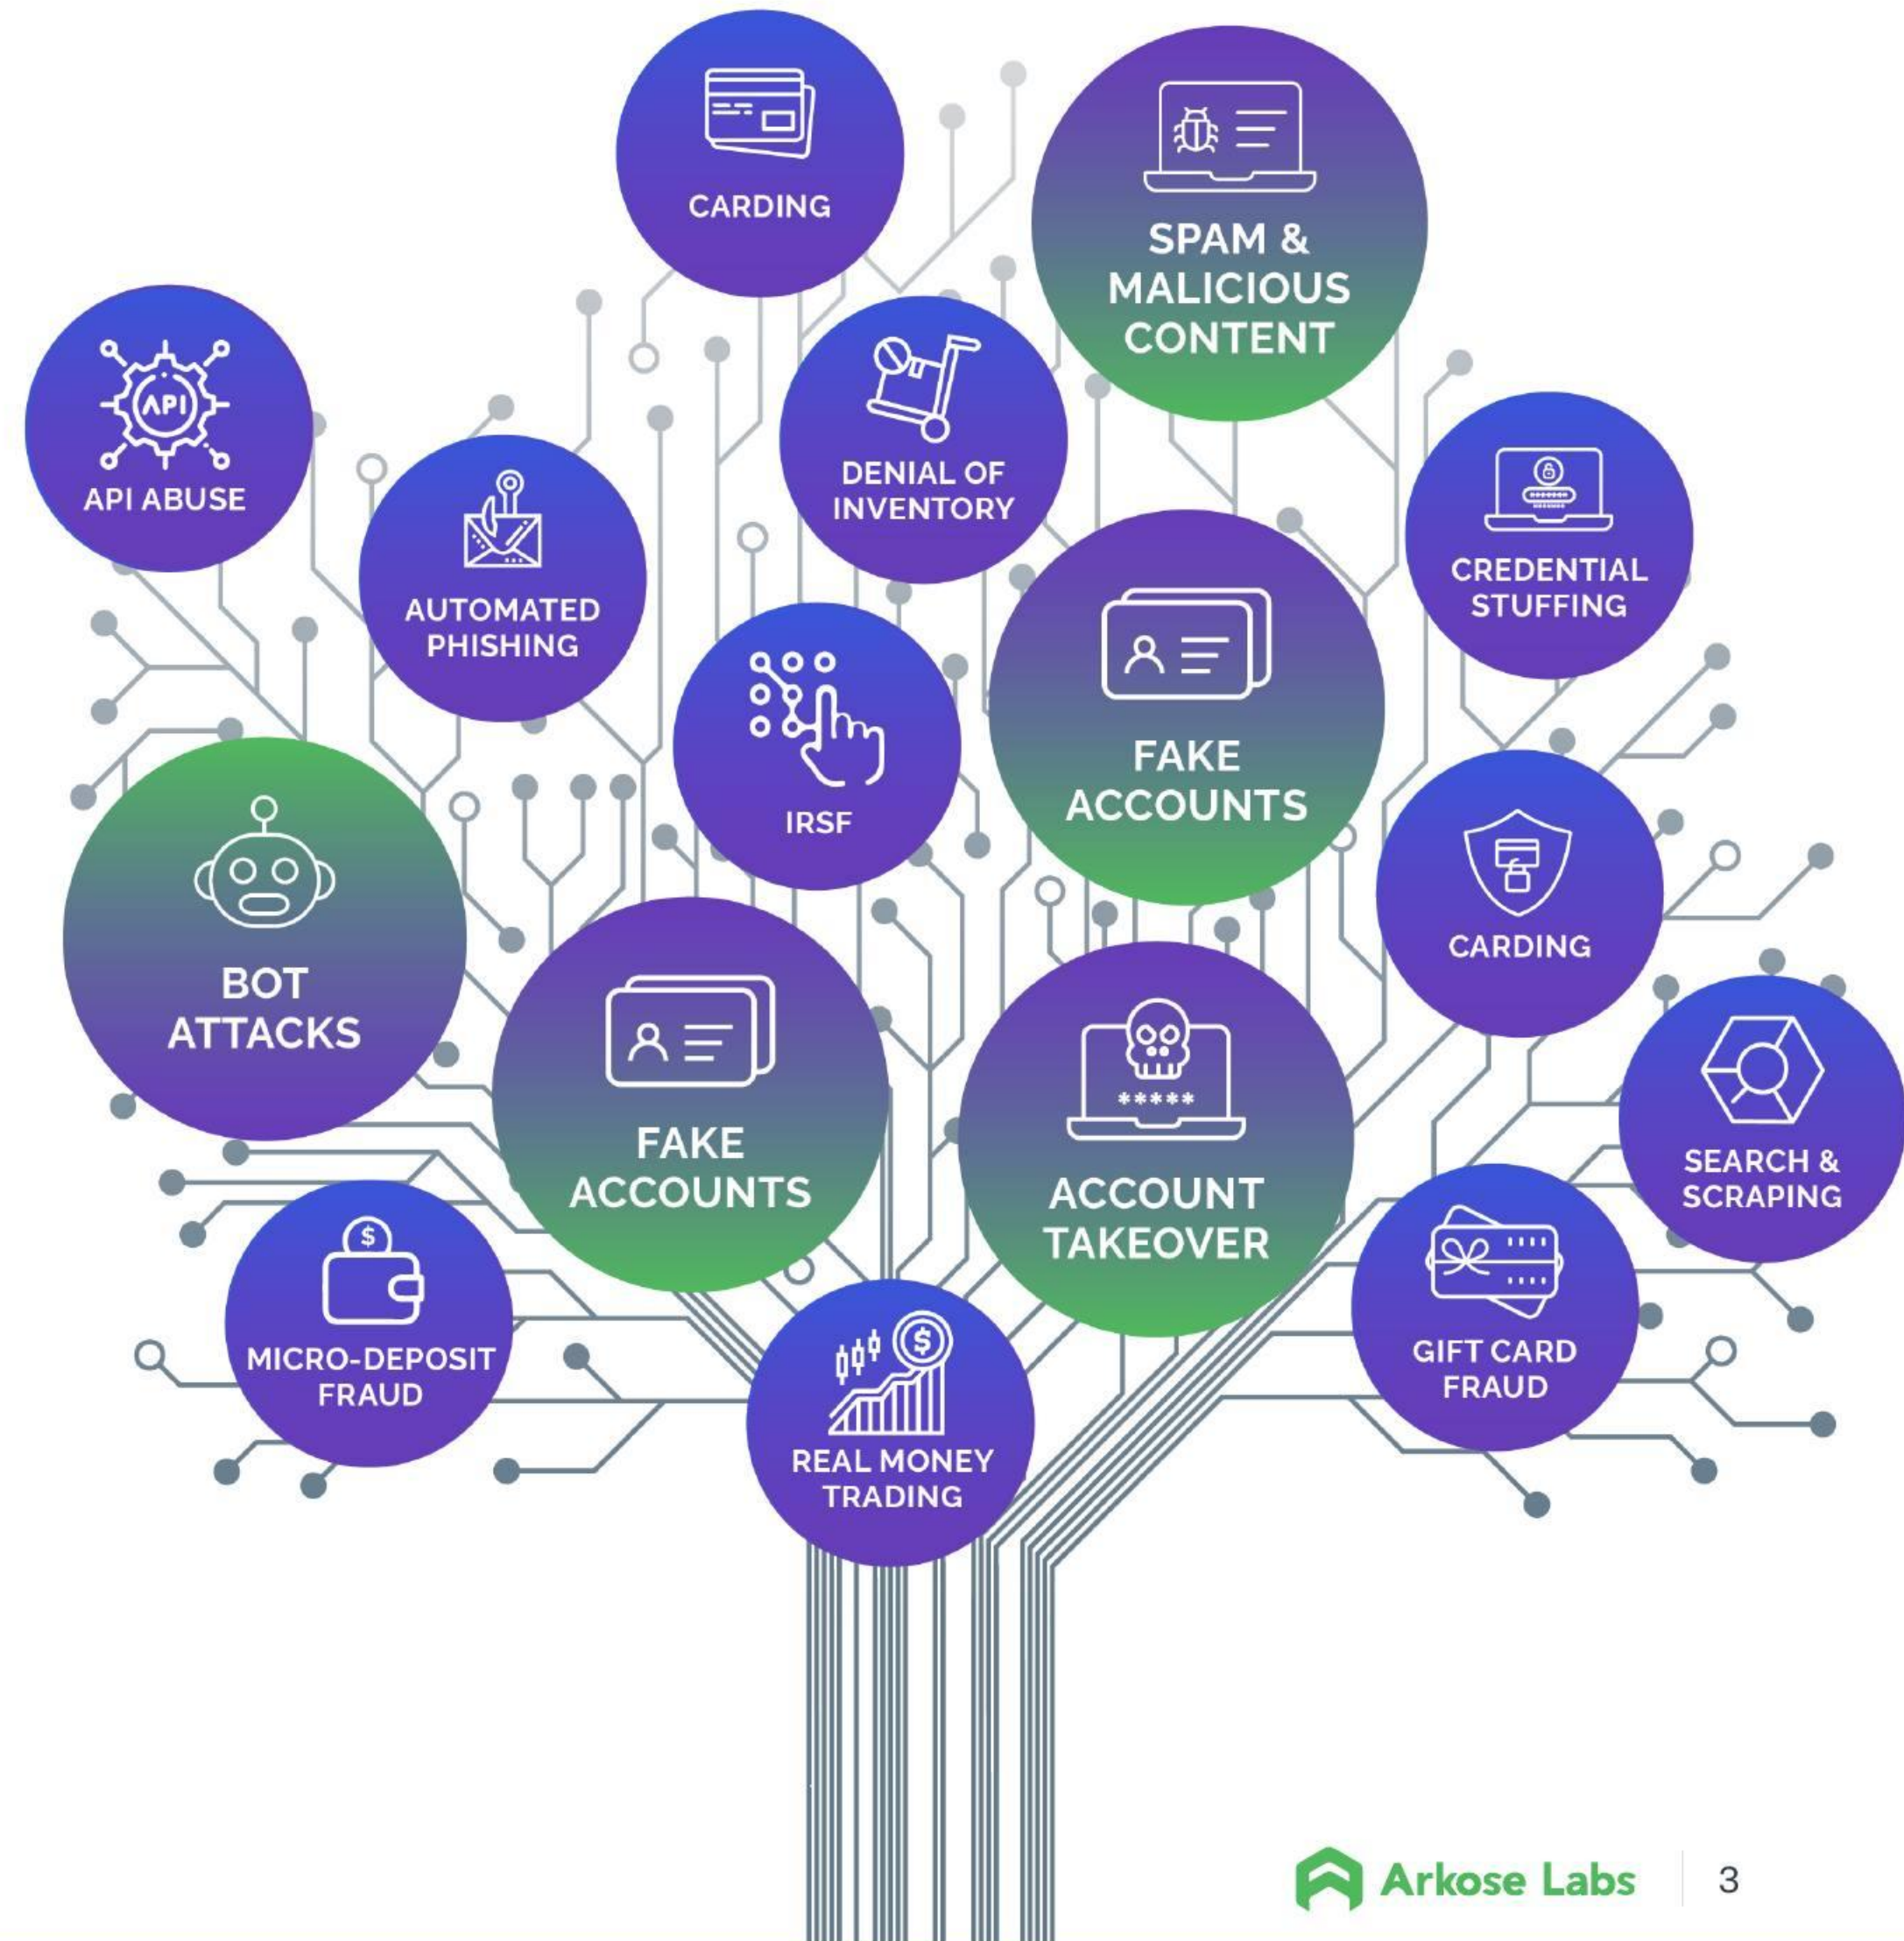 CARDING
SPAM &
MALICIOUS
CONTENT
API
API ABUSE
DENIAL OF
INVENTORY
AUTOMATED
PHISHING
CREDENTIAL
STUFFING
IRSF
FAKE
ACCOUNTS
BOT
ATTACKS
CARDING
FAKE
ACCOUNTS
*****
ACCOUNT
TAKEOVER
SEARCH &
SCRAPING
$
MICRO-DEPOSIT
FRAUD
$
REAL MONEY
TRADING
GIFT CARD
FRAUD
Arkose Labs
3